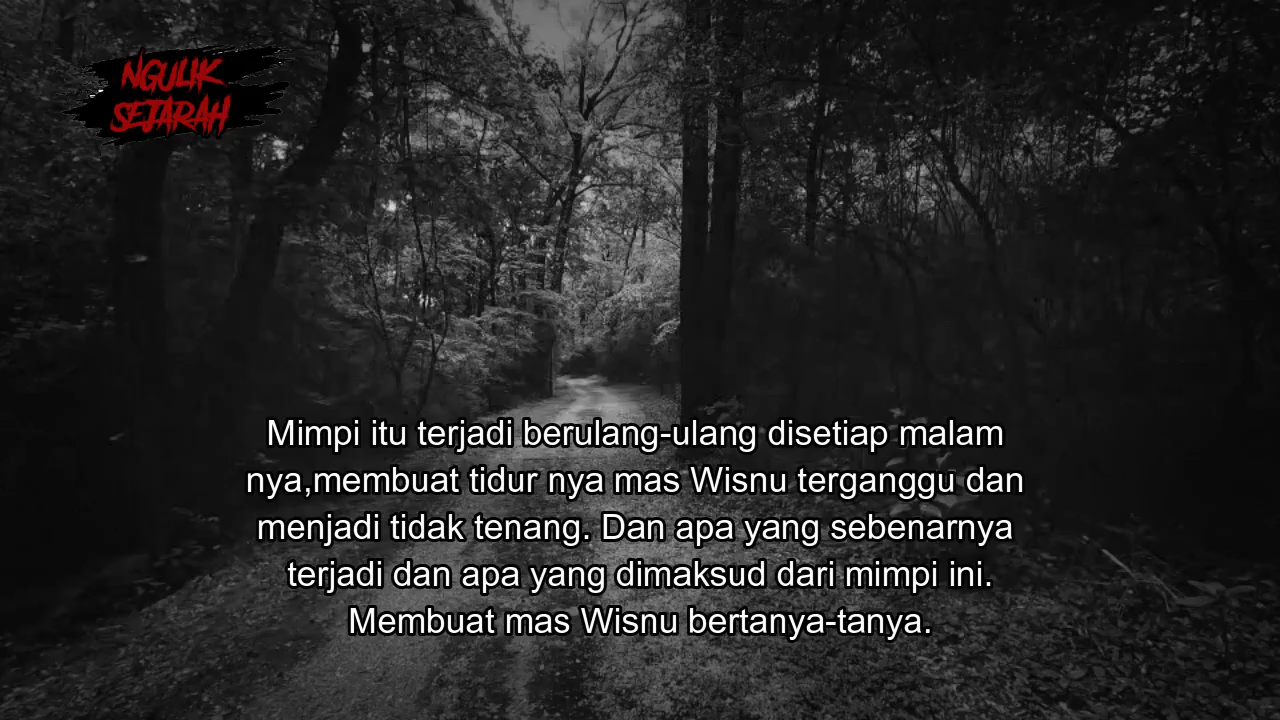 NGULIK
SEJARAH
Mimpi itu terjadi berulang-ulang disetiap malam
nya,membuat tidur nya mas Wisnu terganggu dan
menjadi tidak tenang. Dan apa yang sebenarnya
terjadi dan apa yang dimaksud dari mimpi ini.
Membuat mas Wisnu bertanya-tanya.